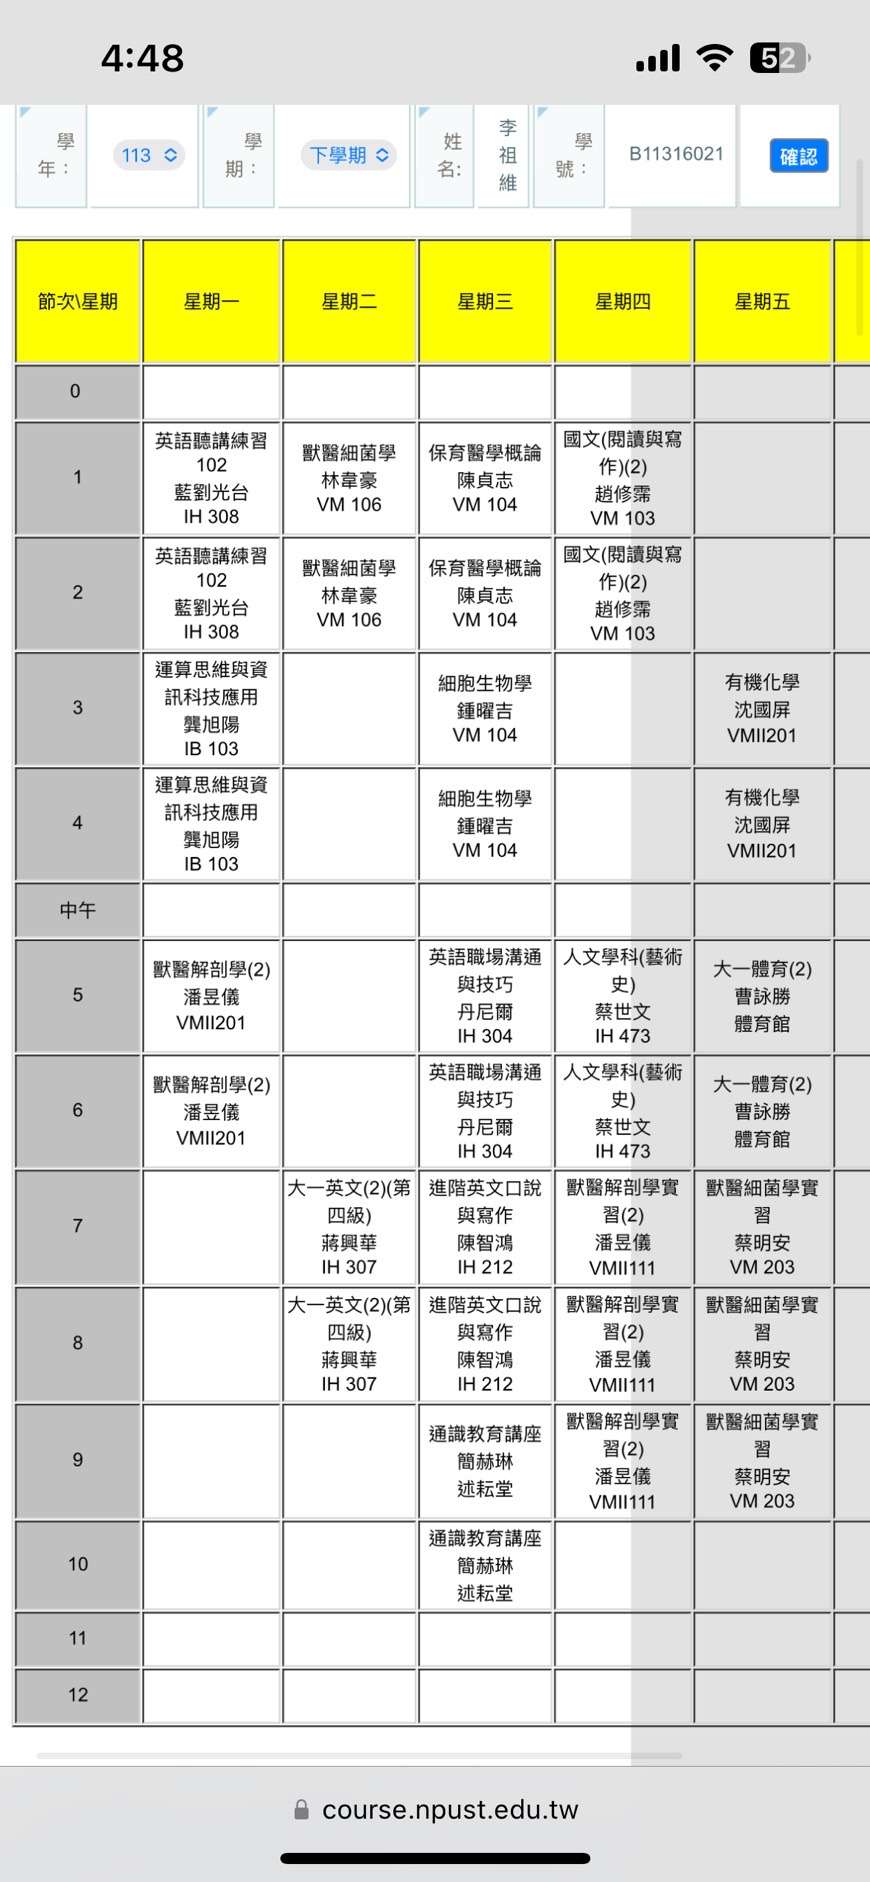 4:48
52
學年：
113
學期：
下學期
姓名:
李祖維
學號：
B11316021
確認
節次\星期 星期一 星期二 星期三 星期四 星期五
0
1
英語聽講練習102
藍劉光台
IH 308
獸醫細菌學
林韋豪
VM 106
保育醫學概論
陳貞志
VM 104
國文(閱讀與寫作)(2)
趙修霈
VM 103
2
英語聽講練習102
藍劉光台
IH 308
獸醫細菌學
林韋豪
VM 106
保育醫學概論
陳貞志
VM 104
國文(閱讀與寫作)(2)
趙修霈
VM 103
3
運算思維與資訊科技應用
龔旭陽
IB 103
細胞生物學
鍾曜吉
VM 104
有機化學
沈國屏
VMII201
4
運算思維與資訊科技應用
龔旭陽
IB 103
細胞生物學
鍾曜吉
VM 104
有機化學
沈國屏
VMII201
中午
5
獸醫解剖學(2)
潘昱儀
VMII201
英語職場溝通與技巧
丹尼爾
IH 304
人文學科(藝術史)
蔡世文
IH 473
大一體育(2)
曹詠勝
體育館
6
獸醫解剖學(2)
潘昱儀
VMII201
英語職場溝通與技巧
丹尼爾
IH 304
人文學科(藝術史)
蔡世文
IH 473
大一體育(2)
曹詠勝
體育館
7
大一英文(2)(第四級)
蔣興華
IH 307
進階英文口說與寫作
陳智鴻
IH 212
獸醫解剖學實習(2)
潘昱儀
VMII111
獸醫細菌學實習
蔡明安
VM 203
8
大一英文(2)(第四級)
蔣興華
IH 307
進階英文口說與寫作
陳智鴻
IH 212
獸醫解剖學實習(2)
潘昱儀
VMII111
獸醫細菌學實習
蔡明安
VM 203
9
通識教育講座
簡赫琳
述耘堂
獸醫解剖學實習(2)
潘昱儀
VMII111
獸醫細菌學實習
蔡明安
VM 203
10
通識教育講座
簡赫琳
述耘堂
11
12
course.npust.edu.tw